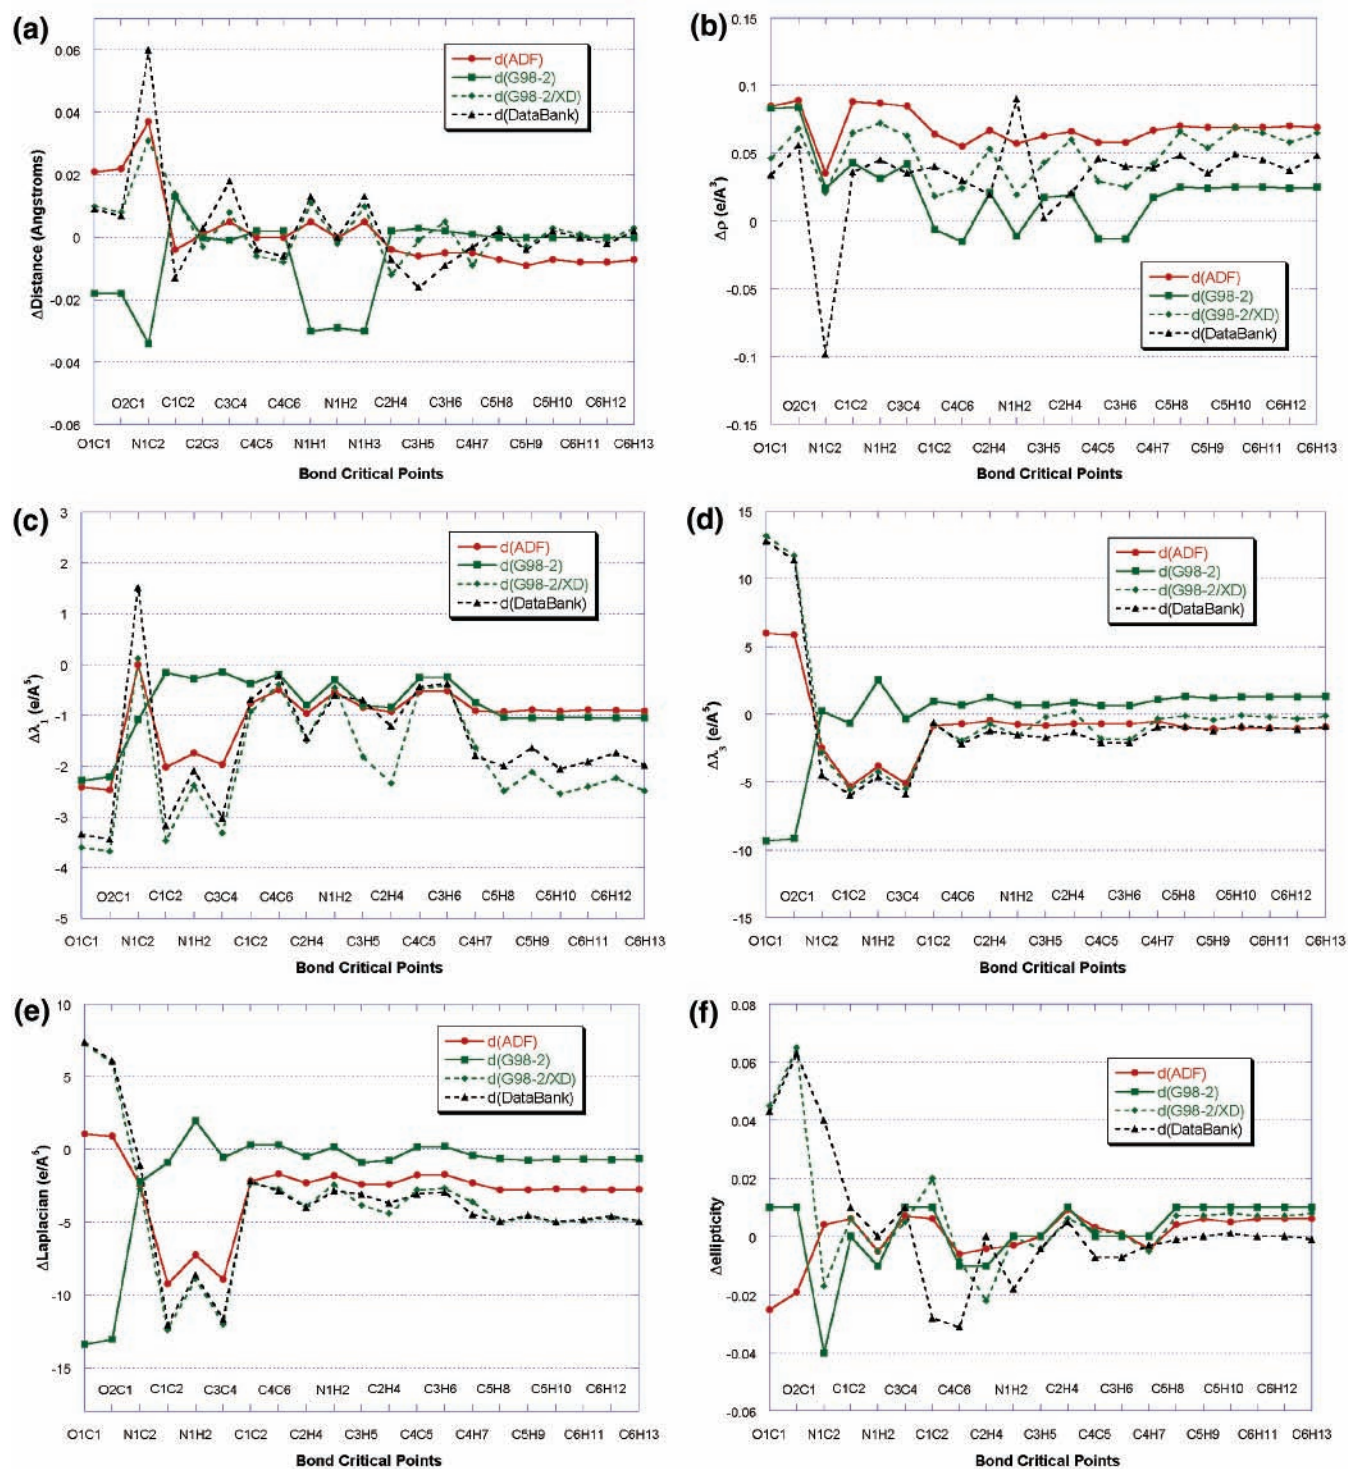 (a)
0.06
0.04
0.02
0
-0.02
-0.04
-0.06
ΔDistance (Angstroms)
d(ADF)
d(G98-2)
d(G98-2/XD)
d(DataBank)
O2C1 C1C2 C3C4 C4C6 N1H2 C2H4 C3H6 C5H8 C5H10 C6H12
O1C1 N1C2 C2C3 C4C5 N1H1 N1H3 C3H5 C4H7 C5H9 C6H11 C6H13
Bond Critical Points
(b)
0.15
0.1
0.05
0
-0.05
-0.1
-0.15
Δρ (e/A³)
d(ADF)
d(G98-2)
d(G98-2/XD)
d(DataBank)
O2C1 C1C2 C3C4 C4C6 N1H2 C2H4 C3H6 C5H8 C5H10 C6H12
O1C1 N1C2 N1H2 C1C2 C2H4 C3H5 C4C5 C4H7 C5H9 C6H11 C6H13
Bond Critical Points
(c)
3
2
1
0
-1
-2
-3
-4
-5
Δλ₁ (e/A⁵)
d(ADF)
d(G98-2)
d(G98-2/XD)
d(DataBank)
O2C1 C1C2 C3C4 C4C6 N1H2 C2H4 C3H6 C5H8 C5H10 C6H12
O1C1 N1C2 N1H2 C1C2 C2H4 C3H5 C4C5 C4H7 C5H9 C6H11 C6H13
Bond Critical Points
(d)
15
10
5
0
-5
-10
-15
Δλ₃ (e/A⁵)
d(ADF)
d(G98-2)
d(G98-2/XD)
d(DataBank)
O2C1 C1C2 C3C4 C4C6 N1H2 C2H4 C3H6 C5H8 C5H10 C6H12
O1C1 N1C2 N1H2 C1C2 C2H4 C3H5 C4C5 C4H7 C5H9 C6H11 C6H13
Bond Critical Points
(e)
10
5
0
-5
-10
-15
ΔLaplacian (e/A⁵)
d(ADF)
d(G98-2)
d(G98-2/XD)
d(DataBank)
O2C1 C1C2 C3C4 C4C6 N1H2 C2H4 C3H6 C5H8 C5H10 C6H12
O1C1 N1C2 N1H2 C1C2 C2H4 C3H5 C4C5 C4H7 C5H9 C6H11 C6H13
Bond Critical Points
(f)
0.08
0.06
0.04
0.02
0
-0.02
-0.04
-0.06
Δellipticity
d(ADF)
d(G98-2)
d(G98-2/XD)
d(DataBank)
O2C1 C1C2 C3C4 C4C6 N1H2 C2H4 C3H6 C5H8 C5H10 C6H12
O1C1 N1C2 N1H2 C1C2 C2H4 C3H5 C4C5 C4H7 C5H9 C6H11 C6H13
Bond Critical Points